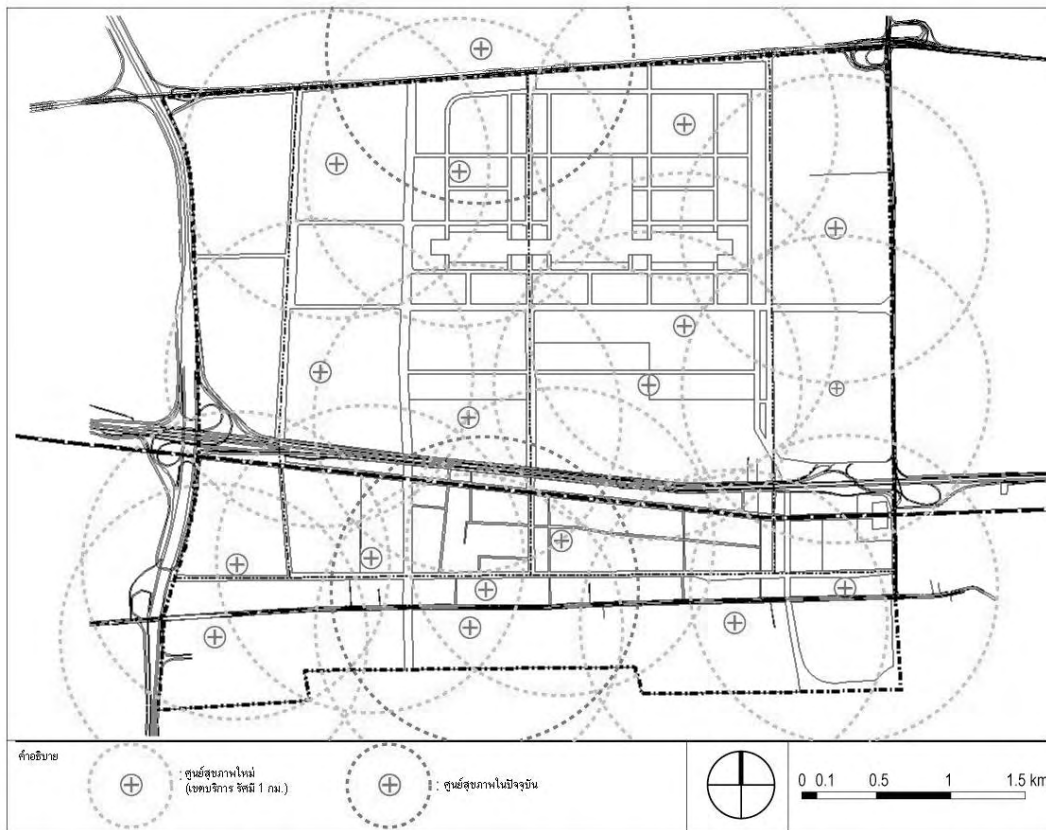 คำอธิบาย
: ศูนย์สุขภาพใหม่
(เขตบริการ รัศมี 1 กม.)
: ศูนย์สุขภาพในปัจจุบัน
0 0.1 0.5 1 1.5 km